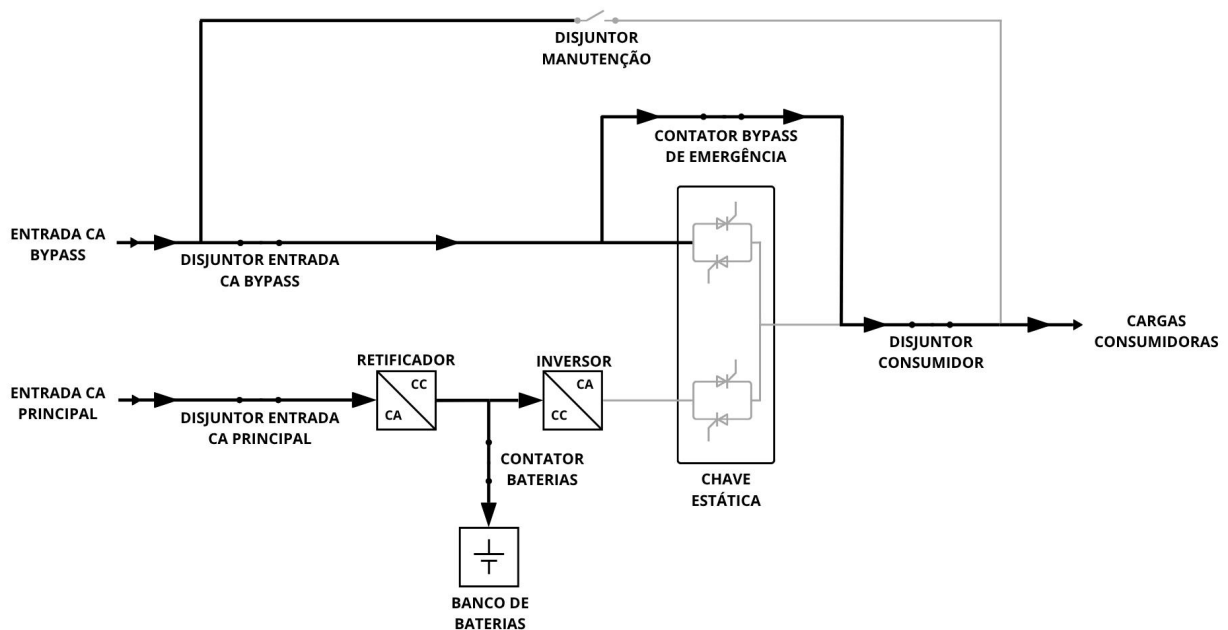 DISJUNTOR
MANUTENÇÃO
CONTATOR BYPASS
DE EMERGÊNCIA
ENTRADA CA
BYPASS
DISJUNTOR ENTRADA
CA BYPASS
CARGAS
CONSUMIDORAS
DISJUNTOR
CONSUMIDOR
RETIFICADOR
INVERSOR
ENTRADA CA
PRINCIPAL
CC
CA
CA
CC
DISJUNTOR ENTRADA
CA PRINCIPAL
CONTATOR
BATERIAS
CHAVE
ESTÁTICA
BANCO DE
BATERIAS